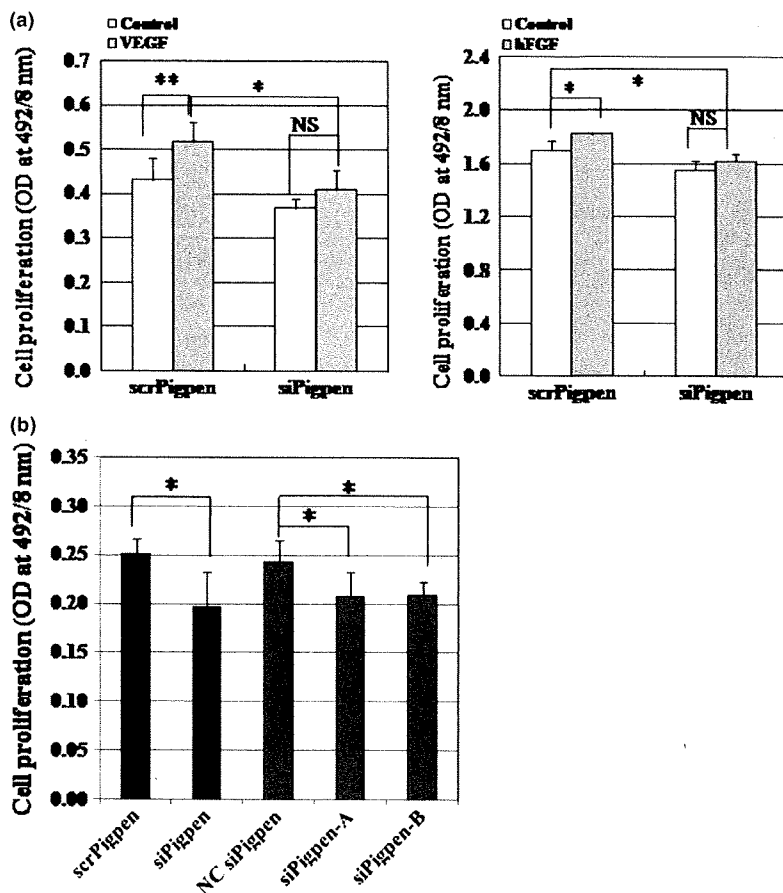 (a)
Control
VEGF
Cell proliferation (OD at 492/8 nm)
0.7
0.6
0.5
0.4
0.3
0.2
0.1
0.0
**
*
NS
scrPigpen
siPigpen
Control
bFGF
Cell proliferation (OD at 492/8 nm)
2.4
2.0
1.6
1.2
0.8
0.4
0.0
*
*
NS
scrPigpen
siPigpen
(b)
Cell proliferation (OD at 492/8 nm)
0.35
0.30
0.25
0.20
0.15
0.10
0.05
0.00
*
*
*
scrPigpen
siPigpen
NC siPigpen
siPigpen-A
siPigpen-B